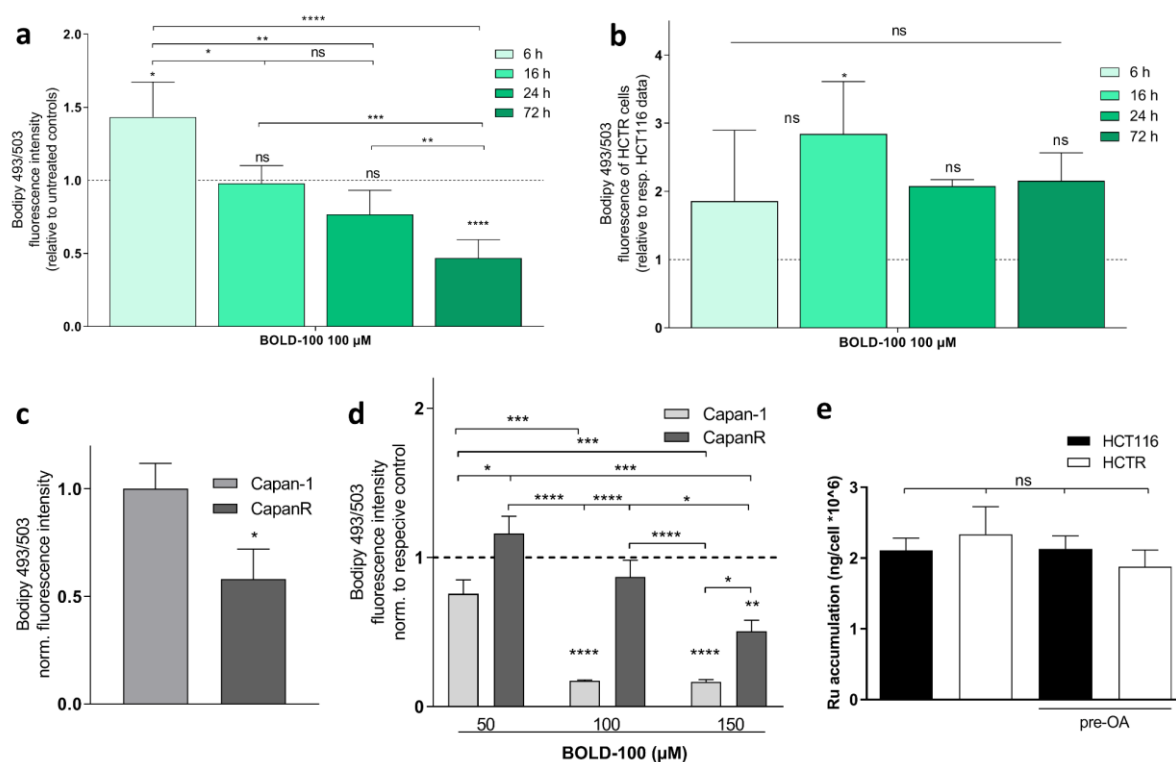 a
Bodipy 493/503
fluorescence intensity
(relative to untreated controls)
2.0
1.5
1.0
0.5
0.0
****
**
*
ns
*
***
ns
**
ns
****
6 h
16 h
24 h
72 h
BOLD-100 100 µM
b
Bodipy 493/503
fluorescence of HCTR cells
(relative to resp. HCT116 data)
4
3
2
1
0
ns
*
ns
ns
ns
6 h
16 h
24 h
72 h
BOLD-100 100 µM
c
Bodipy 493/503
norm. fluorescence intensity
1.0
0.5
0.0
*
Capan-1
CapanR
d
Bodipy 493/503
fluorescence intensity
norm. to respecive control
2
1
0
Capan-1
CapanR
***
***
*
***
****
****
*
****
*
**
****
****
50
100
150
BOLD-100 (µM)
e
Ru accumulation (ng/cell *10^6)
3
2
1
0
HCT116
HCTR
ns
pre-OA